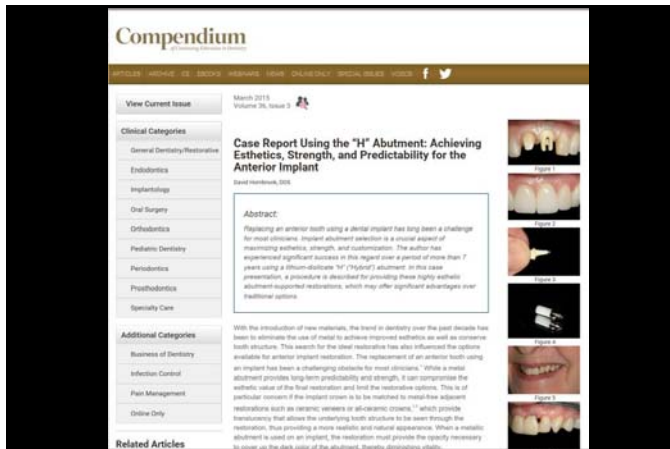 Compendium
of Continuing Education in Dentistry
ARTICLES ARCHIVE CE EBOOKS WEBINARS NEWS ONLINE ONLY SPECIAL ISSUES VIDEOS
View Current Issue
Clinical Categories
General Dentistry/Restorative
Endodontics
Implantology
Oral Surgery
Orthodontics
Pediatric Dentistry
Periodontics
Prosthodontics
Specialty Care
Additional Categories
Business of Dentistry
Infection Control
Pain Management
Online Only
Related Articles
March 2015
Volume 36, Issue 3
Case Report Using the "H" Abutment: Achieving
Esthetics, Strength, and Predictability for the
Anterior Implant
David Hornbrook, DDS
Abstract:
Replacing an anterior tooth using a dental implant has long been a challenge
for most clinicians. Implant abutment selection is a crucial aspect of
maximizing esthetics, strength, and customization. The author has
experienced significant success in this regard over a period of more than 7
years using a lithium-disilicate "H" ("Hybrid") abutment. In this case
presentation, a procedure is described for providing these highly esthetic
abutment-supported restorations, which may offer significant advantages over
traditional options.
With the introduction of new materials, the trend in dentistry over the past decade has
been to eliminate the use of metal to achieve improved esthetics as well as conserve
tooth structure. This search for the ideal restorative has also influenced the options
available for anterior implant restoration. The replacement of an anterior tooth using
an implant has been a challenging obstacle for most clinicians. While a metal
abutment provides long-term predictability and strength, it can compromise the
esthetic value of the final restoration and limit the restorative options. This is of
particular concern if the implant crown is to be matched to metal-free adjacent
restorations such as ceramic veneers or all-ceramic crowns, which provide
translucency that allows the underlying tooth structure to be seen through the
restoration, thus providing a more realistic and natural appearance. When a metallic
abutment is used on an implant, the restoration must provide the opacity necessary
to cover up the dark color of the abutment, thereby diminishing vitality.
Figure 1
Figure 2
Figure 3
Figure 4
Figure 5